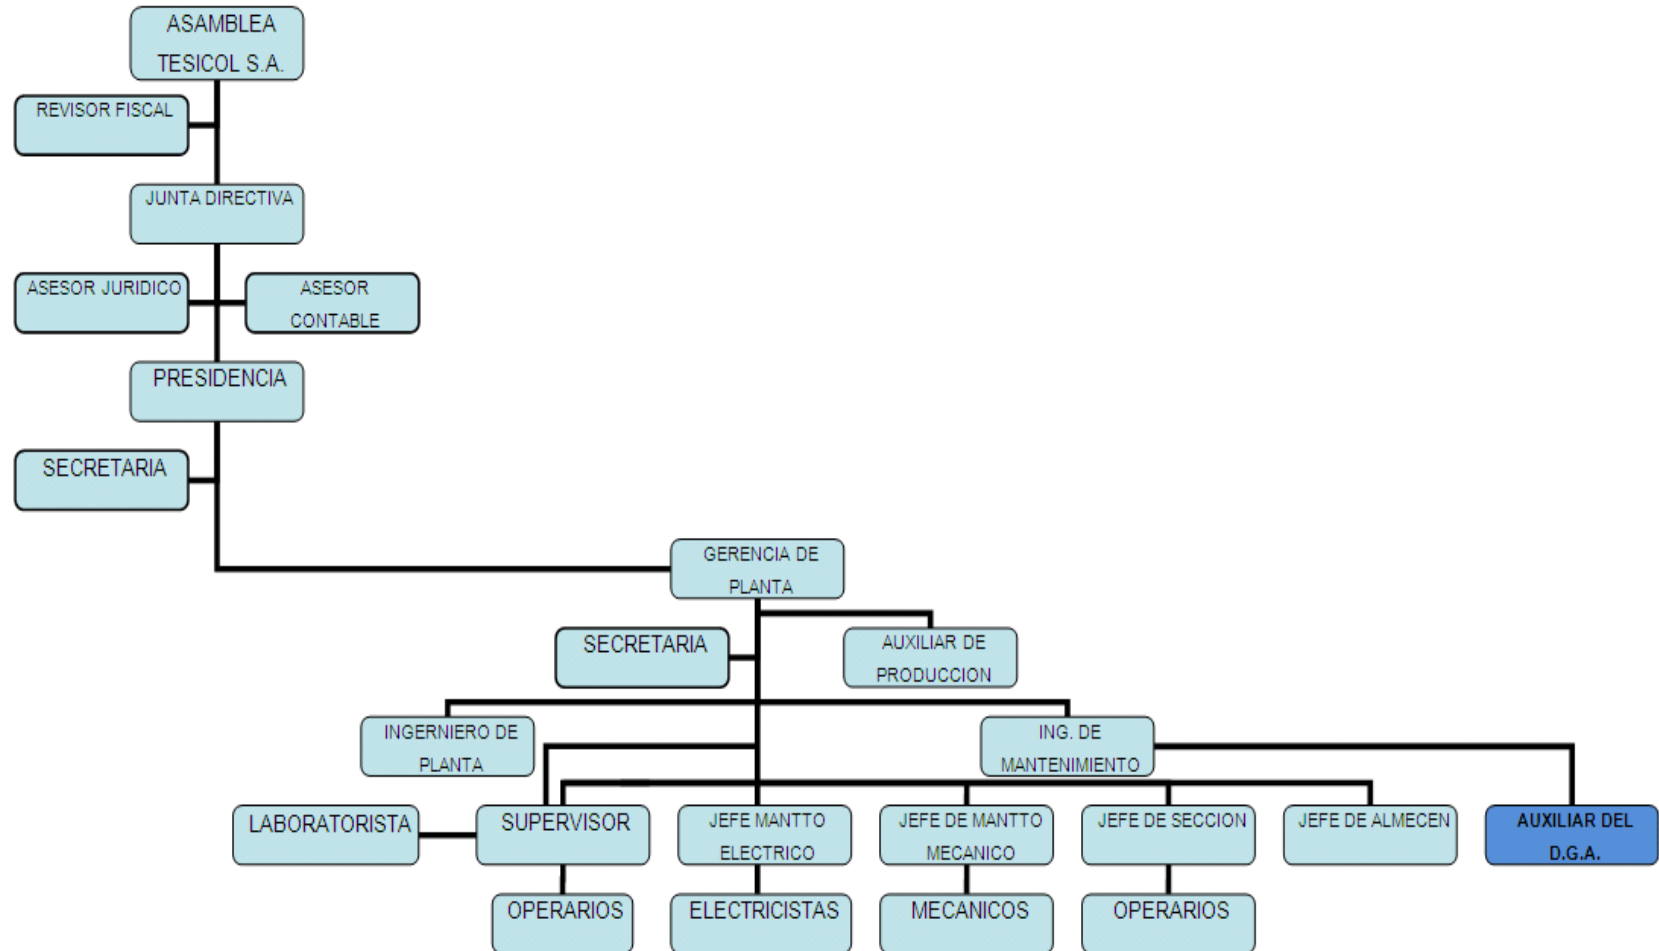 ASAMBLEA
TESICOL S.A.
REVISOR FISCAL
JUNTA DIRECTIVA
ASESOR JURIDICO
ASESOR
CONTABLE
PRESIDENCIA
SECRETARIA
GERENCIA DE
PLANTA
SECRETARIA
AUXILIAR DE
PRODUCCION
INGERNIERO DE
PLANTA
ING. DE
MANTENIMIENTO
LABORATORISTA
SUPERVISOR
JEFE MANTTO
ELECTRICO
JEFE DE MANTTO
MECANICO
JEFE DE SECCION
JEFE DE ALMECEN
AUXILIAR DEL
D.G.A.
OPERARIOS
ELECTRICISTAS
MECANICOS
OPERARIOS